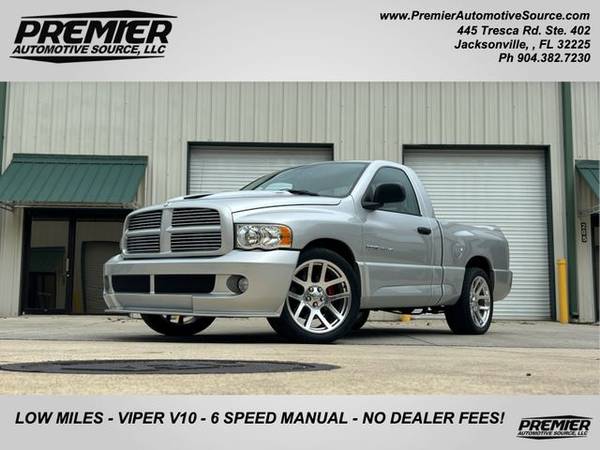 PREMIER
AUTOMOTIVE SOURCE, LLC
www.PremierAutomotiveSource.com
445 Tresca Rd. Ste. 402
Jacksonville, , FL 32225
Ph 904.382.7230
LOW MILES - VIPER V10 - 6 SPEED MANUAL - NO DEALER FEES!
PREMIER
AUTOMOTIVE SOURCE, LLC